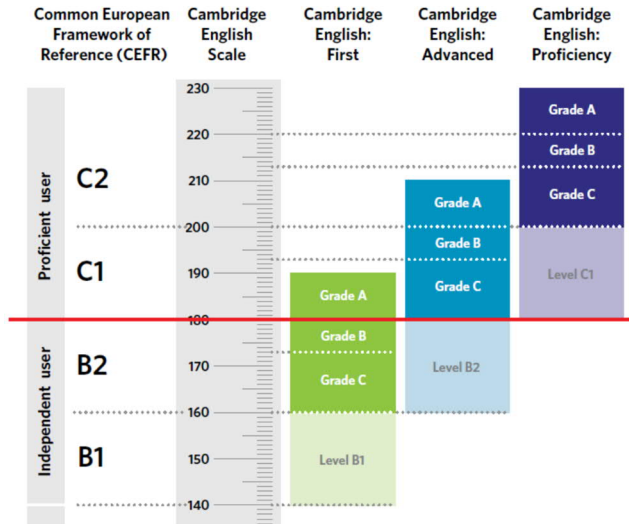 Common European
Framework of
Reference (CEFR)
Cambridge
English
Scale
Cambridge
English:
First
Cambridge
English:
Advanced
Cambridge
English:
Proficiency
230
Grade A
220
Grade B
Proficient user
C2
210
Grade A
Grade C
200
Grade B
C1
190
Grade C
Level C1
Grade A
180
Grade B
Independent user
B2
170
Grade C
Level B2
160
B1
150
Level B1
140